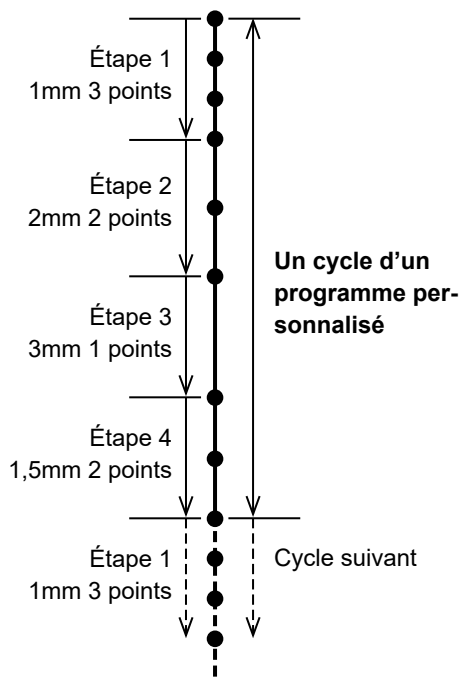 Étape 1
1mm 3 points
Étape 2
2mm 2 points
Un cycle d’un
programme per-
sonnalisé
Étape 3
3mm 1 points
Étape 4
1,5mm 2 points
Étape 1
1mm 3 points
Cycle suivant